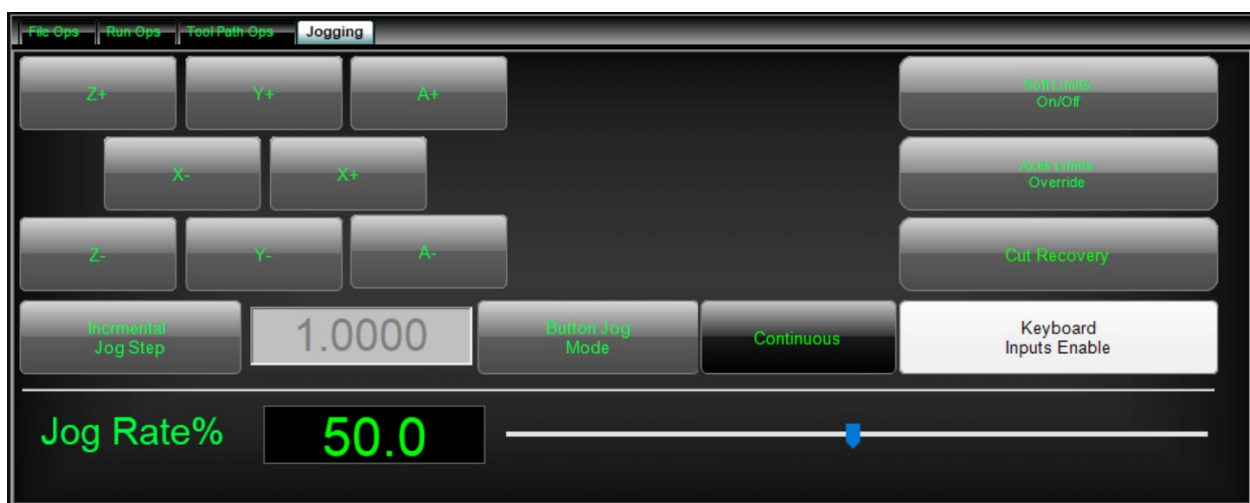 File Ops Run Ops Tool Path Ops Jogging
Z+ Y+ A+ Soft Limits
On/Off
X- X+ Axis Limits
Override
Z- Y- A- Cut Recovery
Incrmental
Jog Step
1.0000
Button Jog
Mode
Continuous
Keyboard
Inputs Enable
Jog Rate% 50.0